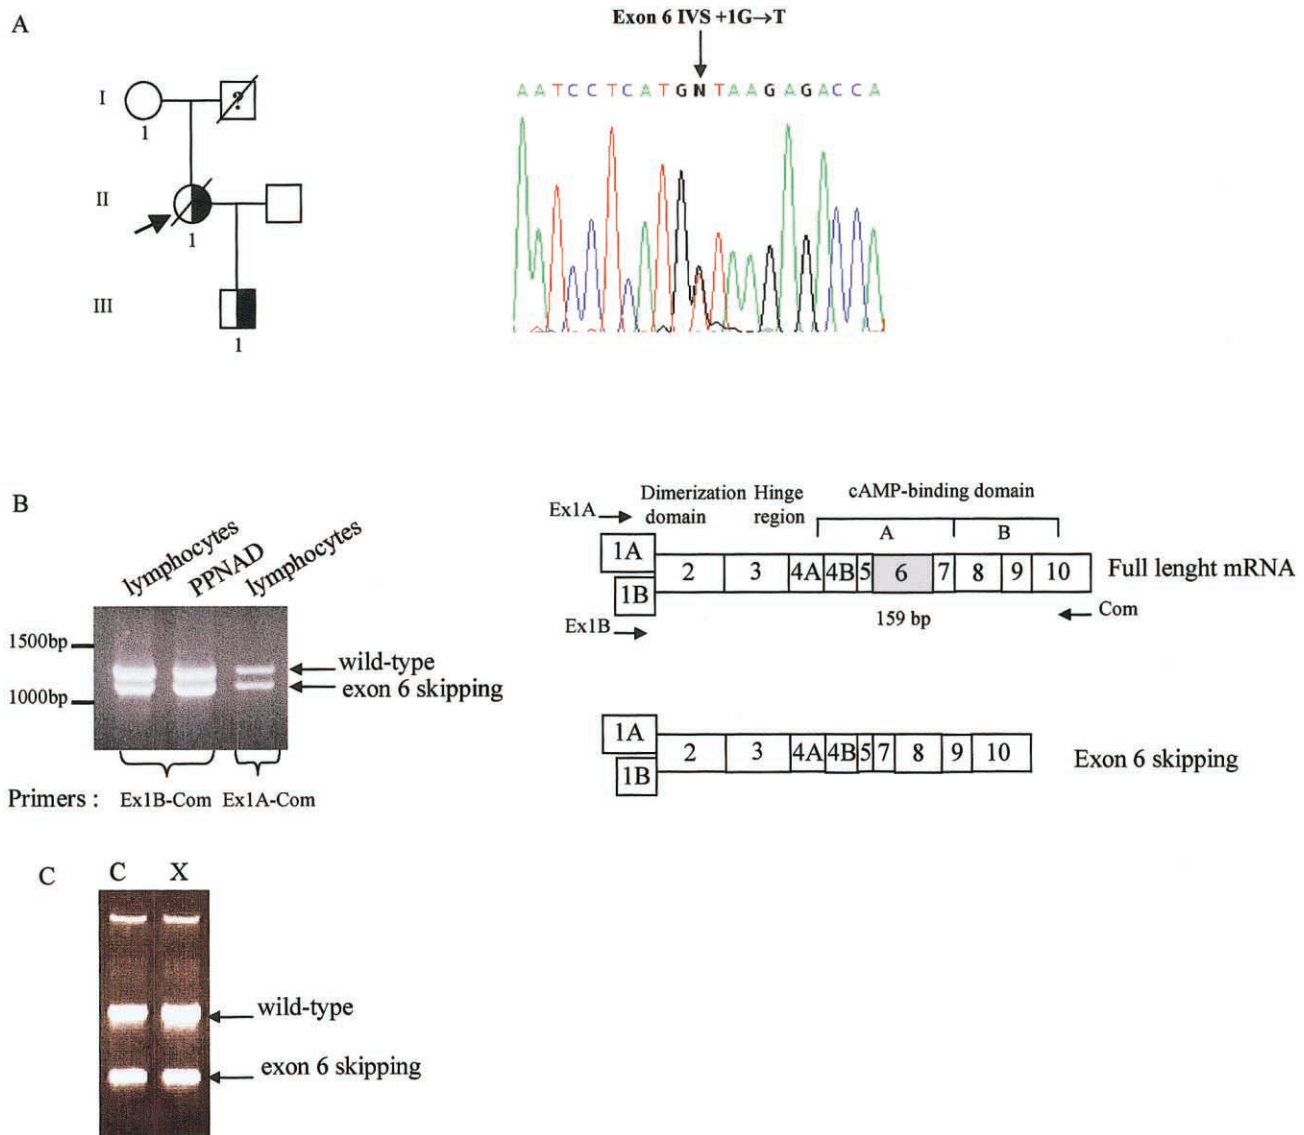 A
I
?
1
II
1
III
1
Exon 6 IVS +1G→T
A A T C C T C A T G N T A A G A G A C C A
B
lymphocytes
PPNAD
lymphocytes
1500bp
1000bp
wild-type
exon 6 skipping
Primers : Ex1B-Com Ex1A-Com
Dimerization domain
Hinge region
cAMP-binding domain
A B
Ex1A
1A
1B
2 3 4A 4B 5 6 7 8 9 10
Full lenght mRNA
Ex1B
159 bp
Com
1A
1B
2 3 4A 4B 5 7 8 9 10
Exon 6 skipping
C
C X
wild-type
exon 6 skipping